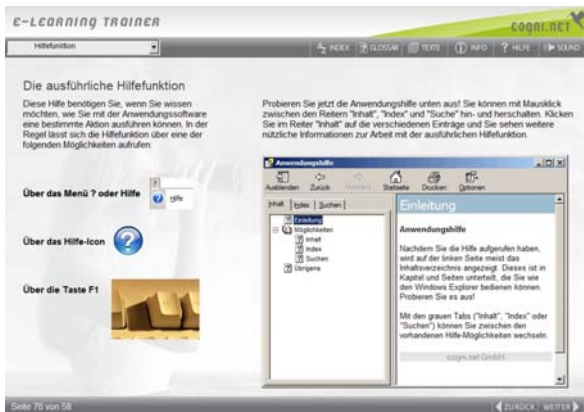 E-LEARNING TRAINER
cogni.net
Hilfefunktion
INDEX GLOSSAR TEXTE INFO ? HILFE SOUND
Die ausführliche Hilfefunktion
Diese Hilfe benötigen Sie, wenn Sie wissen
möchten, wie Sie mit der Anwendungssoftware
eine bestimmte Aktion ausführen können. In der
Regel lässt sich die Hilfefunktion über eine der
folgenden Möglichkeiten aufrufen:
Über das Menü ? oder Hilfe
?
Hilfe
Über das Hilfe-Icon
?
Über die Taste F1
Probieren Sie jetzt die Anwendungshilfe unten aus! Sie können mit Mausklick
zwischen den Reitern "Inhalt", "Index" und "Suche" hin- und herschalten. Klicken
Sie im Reiter "Inhalt" auf die verschiedenen Einträge und Sie sehen weitere
nützliche Informationen zur Arbeit mit der ausführlichen Hilfefunktion.
Anwendungshilfe
Ausblenden Zurück Vorwärts Startseite Drucken Optionen
Inhalt Index Suchen
Einleitung
Möglichkeiten
Inhalt
Index
Suchen
Übrigens
Einleitung
Anwendungshilfe
Nachdem Sie die Hilfe aufgerufen haben,
wird auf der linken Seite meist das
Inhaltsverzeichnis angezeigt. Dieses ist in
Kapitel und Seiten unterteilt, die Sie wie
den Windows Explorer bedienen können.
Probieren Sie es aus!
Mit den grauen Tabs ("Inhalt", "Index" oder
"Suchen") können Sie zwischen den
vorhandenen Hilfe-Möglichkeiten wechseln.
cogni.net GmbH
Seite 76 von 58
ZURÜCK WEITER